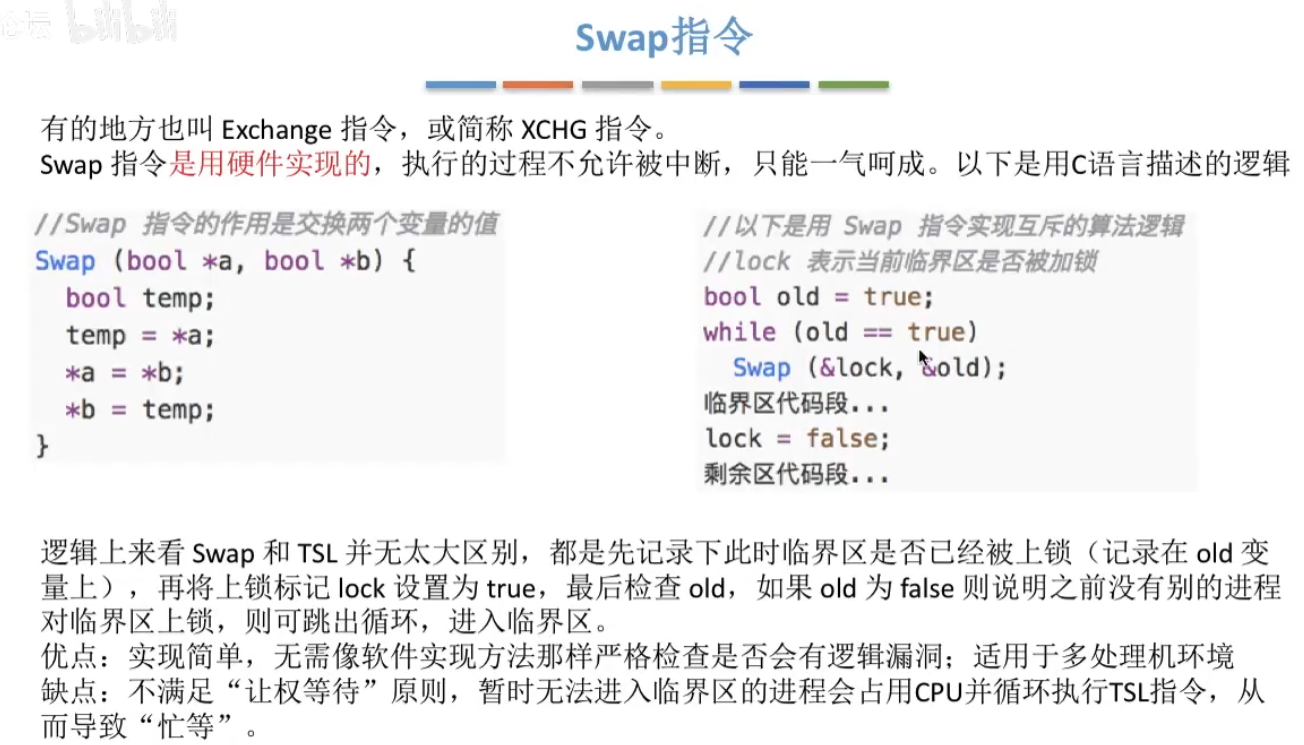 论坛 bilibili
Swap指令
有的地方也叫 Exchange 指令，或简称 XCHG 指令。
Swap 指令是用硬件实现的，执行的过程不允许被中断，只能一气呵成。以下是用C语言描述的逻辑
//Swap 指令的作用是交换两个变量的值
Swap (bool *a, bool *b) {
  bool temp;
  temp = *a;
  *a = *b;
  *b = temp;
}
//以下是用 Swap 指令实现互斥的算法逻辑
//lock 表示当前临界区是否被加锁
bool old = true;
while (old == true)
  Swap (&lock, &old);
临界区代码段...
lock = false;
剩余区代码段...
逻辑上来看 Swap 和 TSL 并无太大区别，都是先记录下此时临界区是否已经被上锁（记录在 old 变
量上），再将上锁标记 lock 设置为 true，最后检查 old，如果 old 为 false 则说明之前没有别的进程
对临界区上锁，则可跳出循环，进入临界区。
优点：实现简单，无需像软件实现方法那样严格检查是否会有逻辑漏洞；适用于多处理机环境
缺点：不满足“让权等待”原则，暂时无法进入临界区的进程会占用CPU并循环执行TSL指令，从
而导致“忙等”。